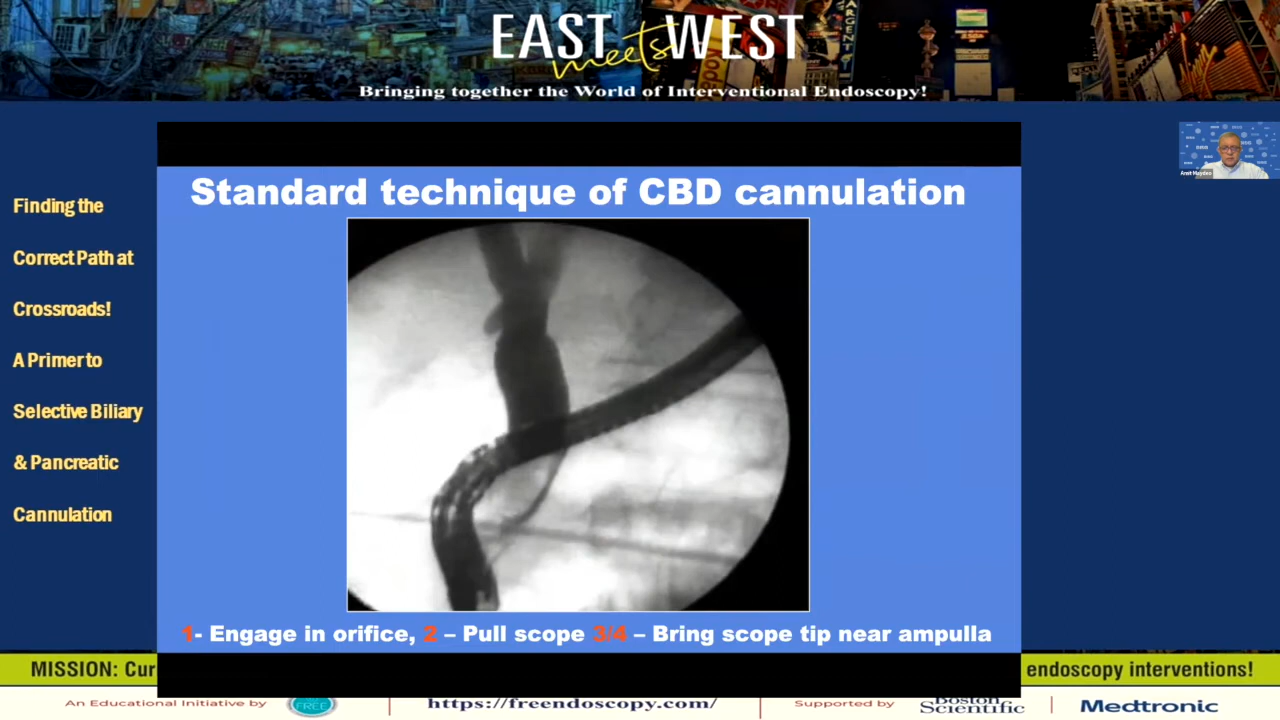 EAST meets WEST
Bringing together the World of Interventional Endoscopy!
Finding the
Correct Path at
Crossroads!
A Primer to
Selective Biliary
& Pancreatic
Cannulation
Standard technique of CBD cannulation
1- Engage in orifice, 2 – Pull scope 3/4 – Bring scope tip near ampulla
Amit Maydeo
MISSION: Cur
endoscopy interventions!
An Educational Initiative by
FREE
https://freendoscopy.com/
Supported by
Boston
Scientific
Medtronic